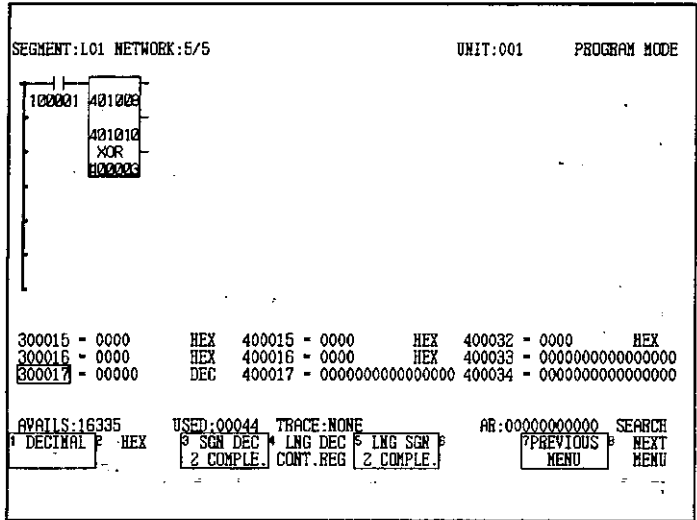 SEGMENT:L01 NETWORK:5/5 UNIT:001 PROGRAM MODE
100001 401009
401010
XOR
#00003
300015 - 0000 HEX 400015 - 0000 HEX 400032 - 0000 HEX
300016 - 0000 HEX 400016 - 0000 HEX 400033 - 0000000000000000
300017 - 00000 DEC 400017 - 0000000000000000 400034 - 0000000000000000
AVAILS:16335 USED:00044 TRACE:NONE AR:00000000000 SEARCH
1 DECIMAL 2 HEX 3 SGN DEC 4 LNG DEC 5 LNG SGN 6 7PREVIOUS 8 NEXT
2 COMPLE. CONT.REG 2 COMPLE. MENU MENU